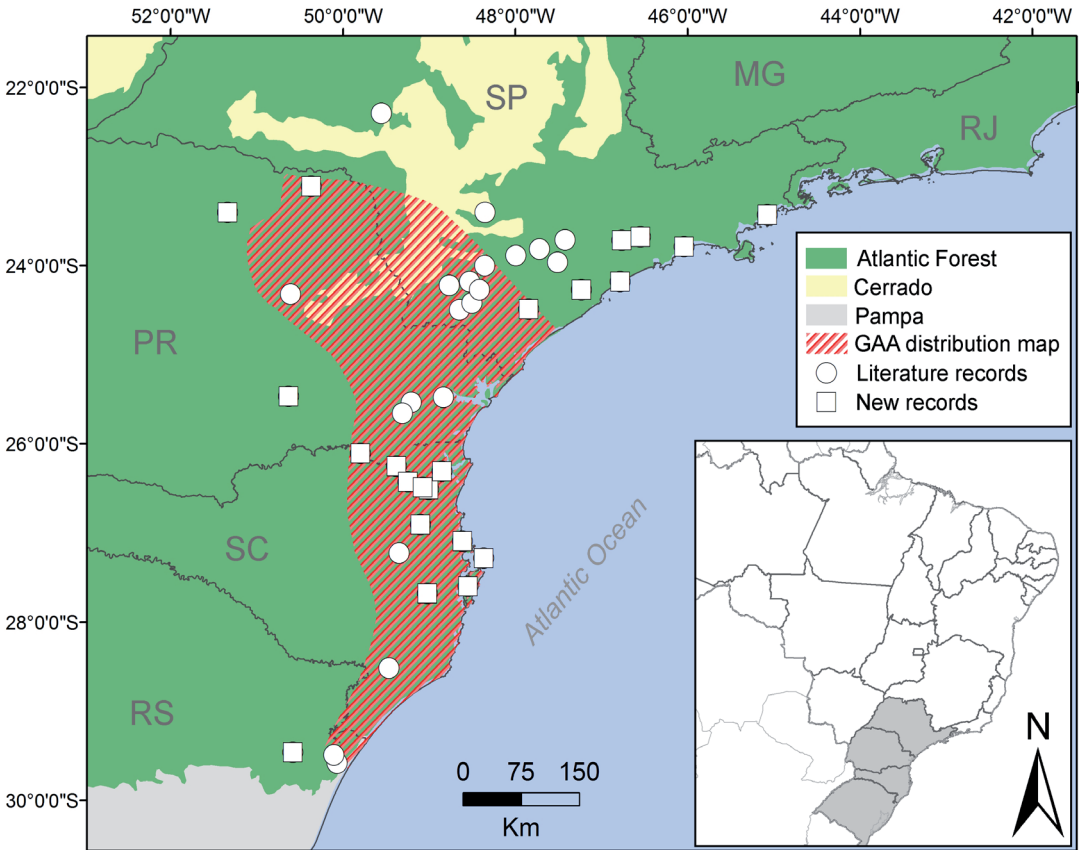 52°0'0"W 50°0'0"W 48°0'0"W 46°0'0"W 44°0'0"W 42°0'0"W
22°0'0"S
24°0'0"S
26°0'0"S
28°0'0"S
30°0'0"S
MG
SP
RJ
PR
SC
RS
Atlantic Forest
Cerrado
Pampa
GAA distribution map
Literature records
New records
Atlantic Ocean
N
0 75 150
Km